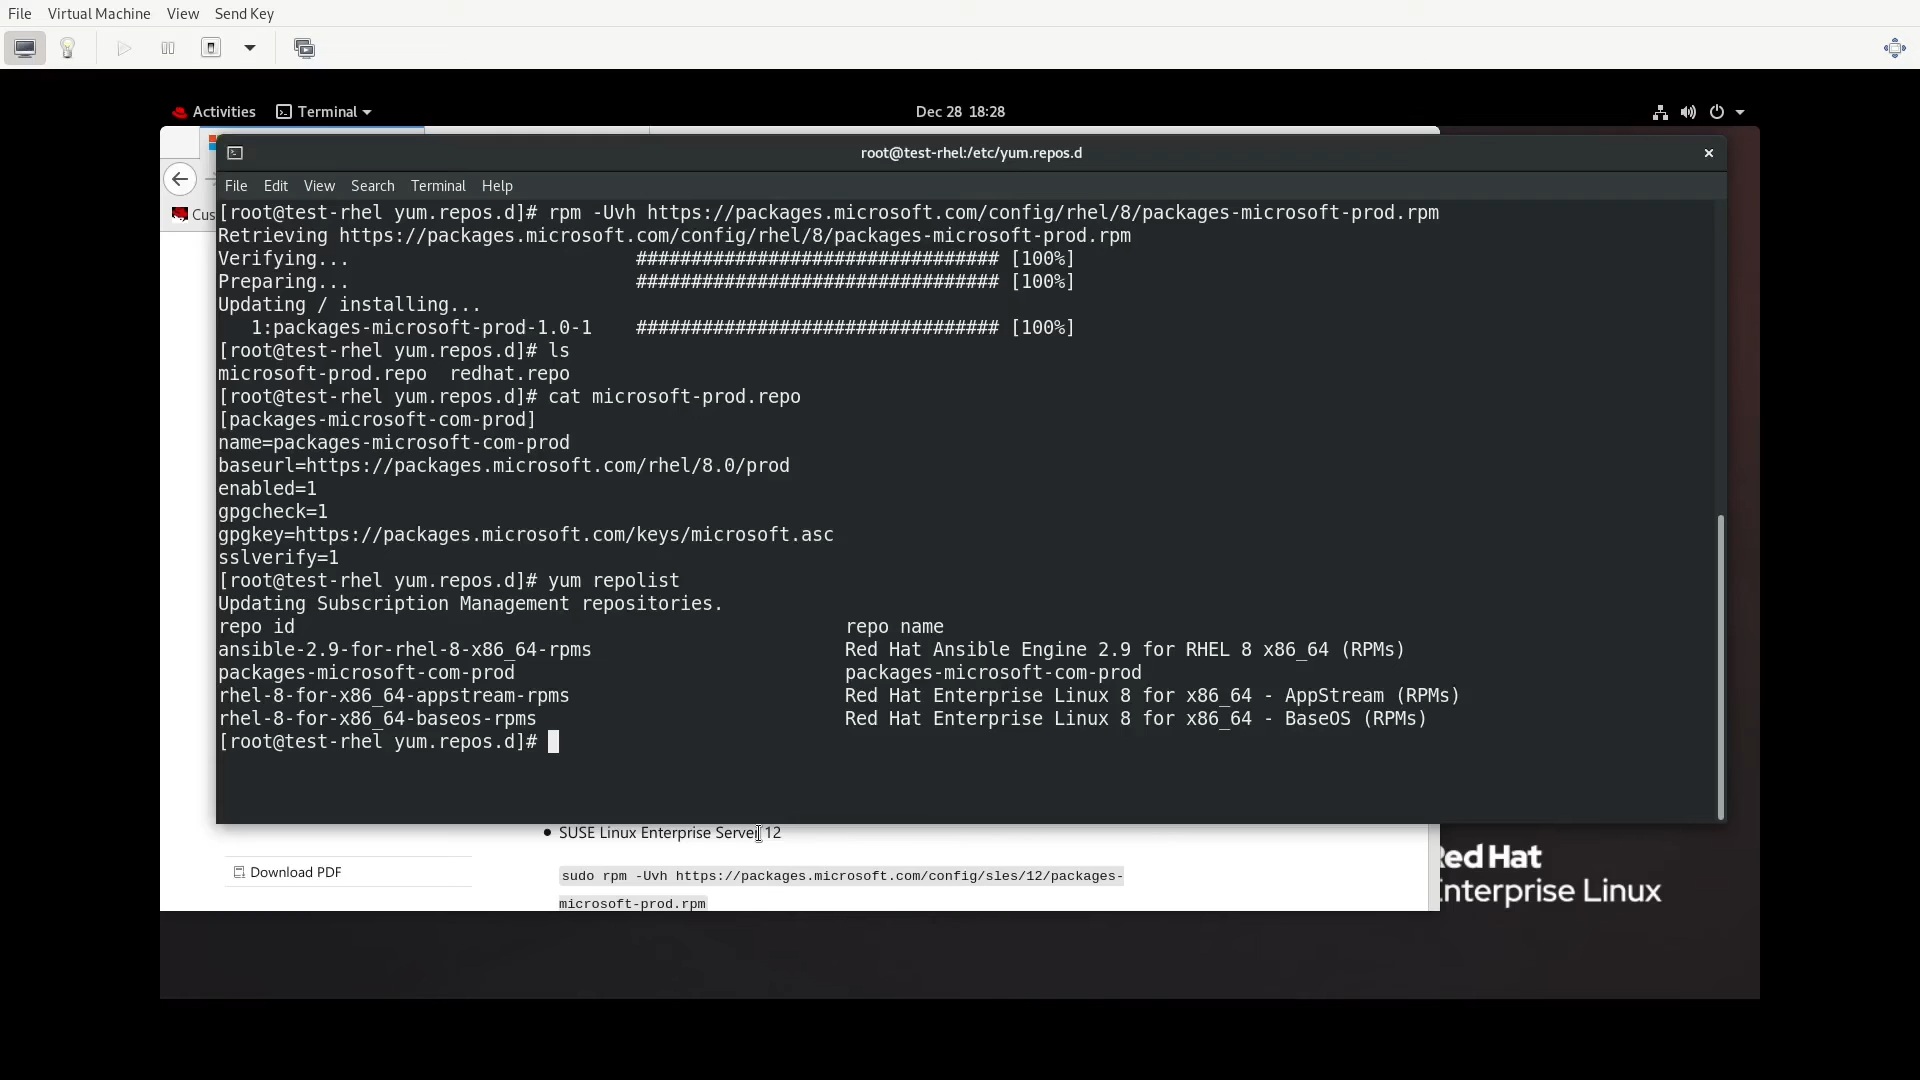 File Virtual Machine View Send Key
Activities Terminal Dec 28 18:28
root@test-rhel:/etc/yum.repos.d
File Edit View Search Terminal Help
Cus
[root@test-rhel yum.repos.d]# rpm -Uvh https://packages.microsoft.com/config/rhel/8/packages-microsoft-prod.rpm
Retrieving https://packages.microsoft.com/config/rhel/8/packages-microsoft-prod.rpm
Verifying... ################################# [100%]
Preparing... ################################# [100%]
Updating / installing...
1:packages-microsoft-prod-1.0-1 ################################# [100%]
[root@test-rhel yum.repos.d]# ls
microsoft-prod.repo redhat.repo
[root@test-rhel yum.repos.d]# cat microsoft-prod.repo
[packages-microsoft-com-prod]
name=packages-microsoft-com-prod
baseurl=https://packages.microsoft.com/rhel/8.0/prod
enabled=1
gpgcheck=1
gpgkey=https://packages.microsoft.com/keys/microsoft.asc
sslverify=1
[root@test-rhel yum.repos.d]# yum repolist
Updating Subscription Management repositories.
repo id repo name
ansible-2.9-for-rhel-8-x86_64-rpms Red Hat Ansible Engine 2.9 for RHEL 8 x86_64 (RPMs)
packages-microsoft-com-prod packages-microsoft-com-prod
rhel-8-for-x86_64-appstream-rpms Red Hat Enterprise Linux 8 for x86_64 - AppStream (RPMs)
rhel-8-for-x86_64-baseos-rpms Red Hat Enterprise Linux 8 for x86_64 - BaseOS (RPMs)
[root@test-rhel yum.repos.d]#
• SUSE Linux Enterprise Server 12
Download PDF
sudo rpm -Uvh https://packages.microsoft.com/config/sles/12/packages-
microsoft-prod.rpm
Red Hat
Enterprise Linux